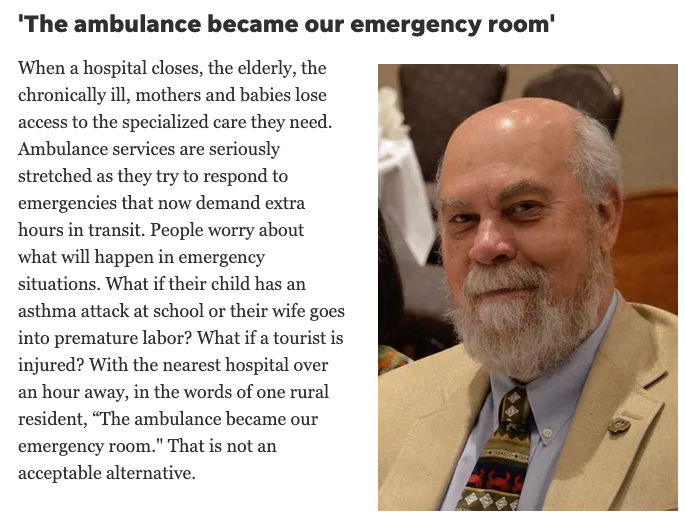 'The ambulance became our emergency room'
When a hospital closes, the elderly, the
chronically ill, mothers and babies lose
access to the specialized care they need.
Ambulance services are seriously
stretched as they try to respond to
emergencies that now demand extra
hours in transit. People worry about
what will happen in emergency
situations. What if their child has an
asthma attack at school or their wife goes
into premature labor? What if a tourist is
injured? With the nearest hospital over
an hour away, in the words of one rural
resident, “The ambulance became our
emergency room." That is not an
acceptable alternative.